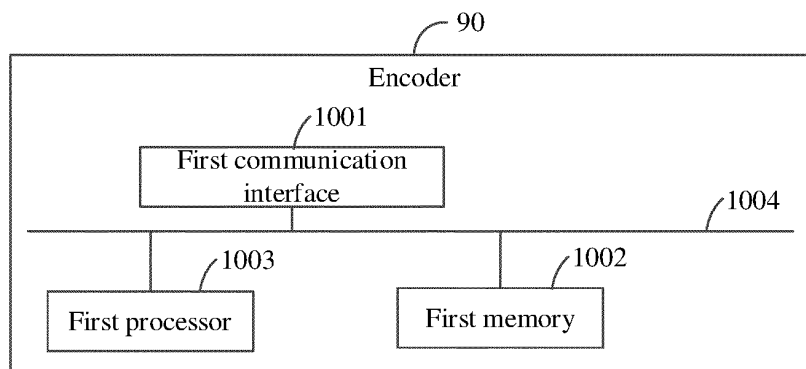 90
Encoder
1001
First communication
interface
1004
1003
1002
First processor
First memory